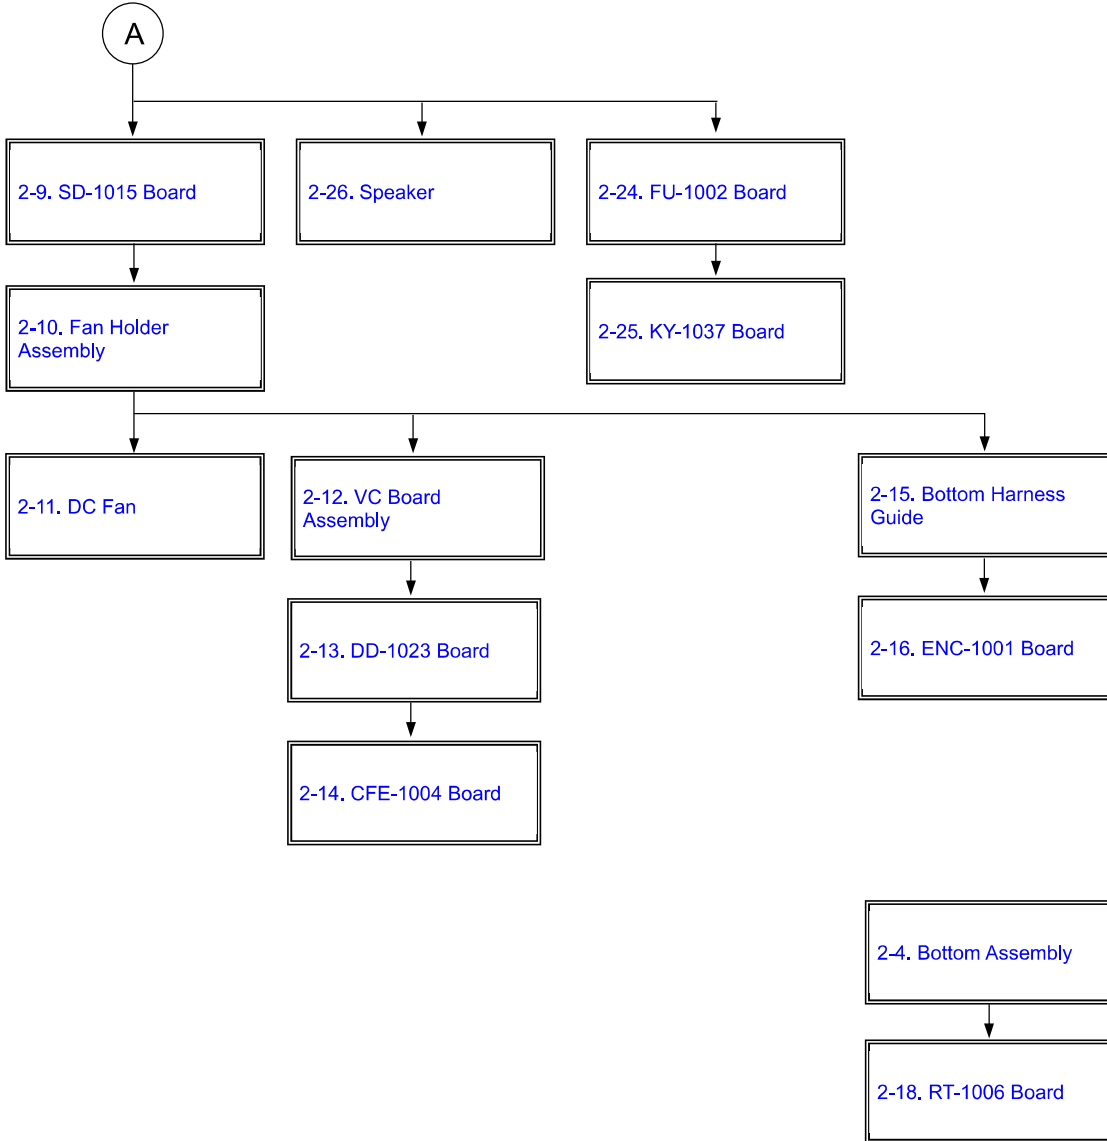 A
2-9. SD-1015 Board
2-26. Speaker
2-24. FU-1002 Board
2-10. Fan Holder
Assembly
2-25. KY-1037 Board
2-11. DC Fan
2-12. VC Board
Assembly
2-15. Bottom Harness
Guide
2-13. DD-1023 Board
2-16. ENC-1001 Board
2-14. CFE-1004 Board
2-4. Bottom Assembly
2-18. RT-1006 Board